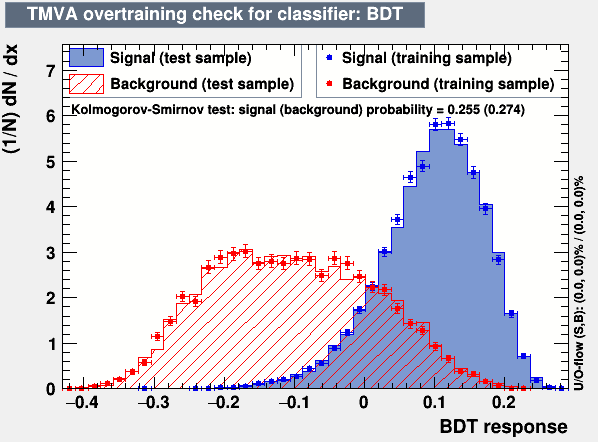 TMVA overtraining check for classifier: BDT
(1/N) dN / dx
Signal (test sample)
Background (test sample)
Signal (training sample)
Background (training sample)
Kolmogorov-Smirnov test: signal (background) probability = 0.255 (0.274)
7
6
5
4
3
2
1
0
−0.4 −0.3 −0.2 −0.1 0 0.1 0.2
BDT response
U/O-flow (S,B): (0.0, 0.0)% / (0.0, 0.0)%